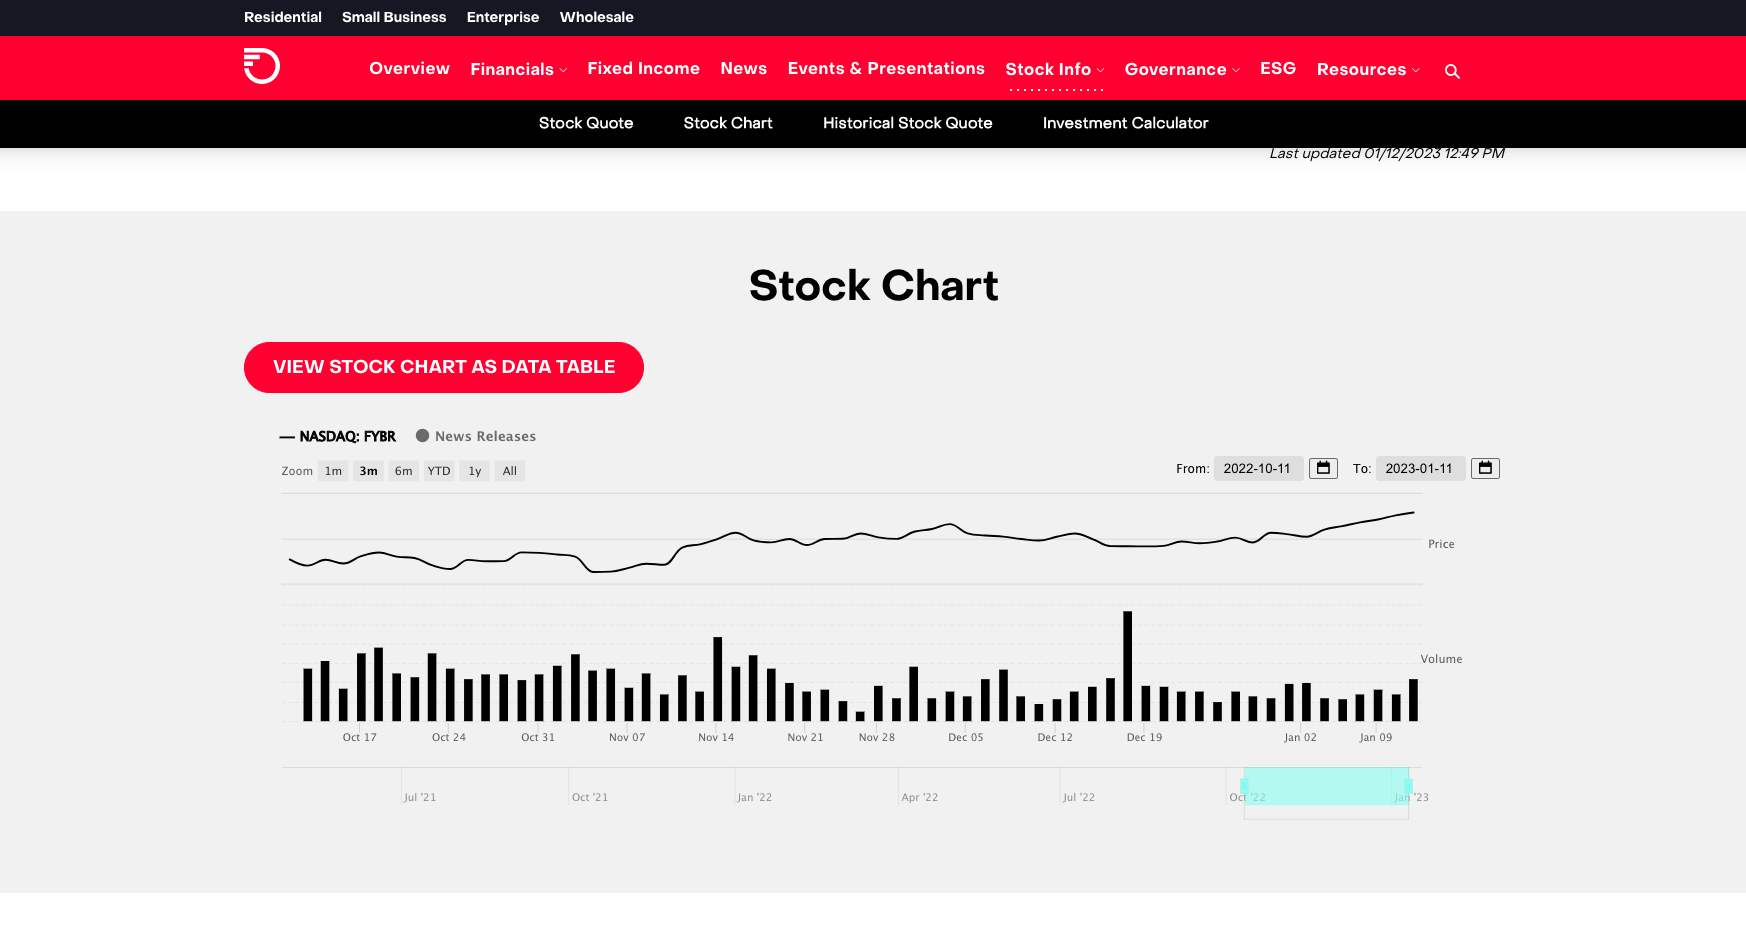 Residential Small Business Enterprise Wholesale
Overview Financials Fixed Income News Events & Presentations Stock Info Governance ESG Resources
Stock Quote Stock Chart Historical Stock Quote Investment Calculator
Last updated 01/12/2023 12:49 PM
Stock Chart
VIEW STOCK CHART AS DATA TABLE
NASDAQ: FYBR News Releases
Zoom 1m 3m 6m YTD 1y All From: 2022-10-11 To: 2023-01-11
Price
Volume
Oct 17 Oct 24 Oct 31 Nov 07 Nov 14 Nov 21 Nov 28 Dec 05 Dec 12 Dec 19 Jan 02 Jan 09
Jul '21 Oct '21 Jan '22 Apr '22 Jul '22 Oct '22 Jan '23